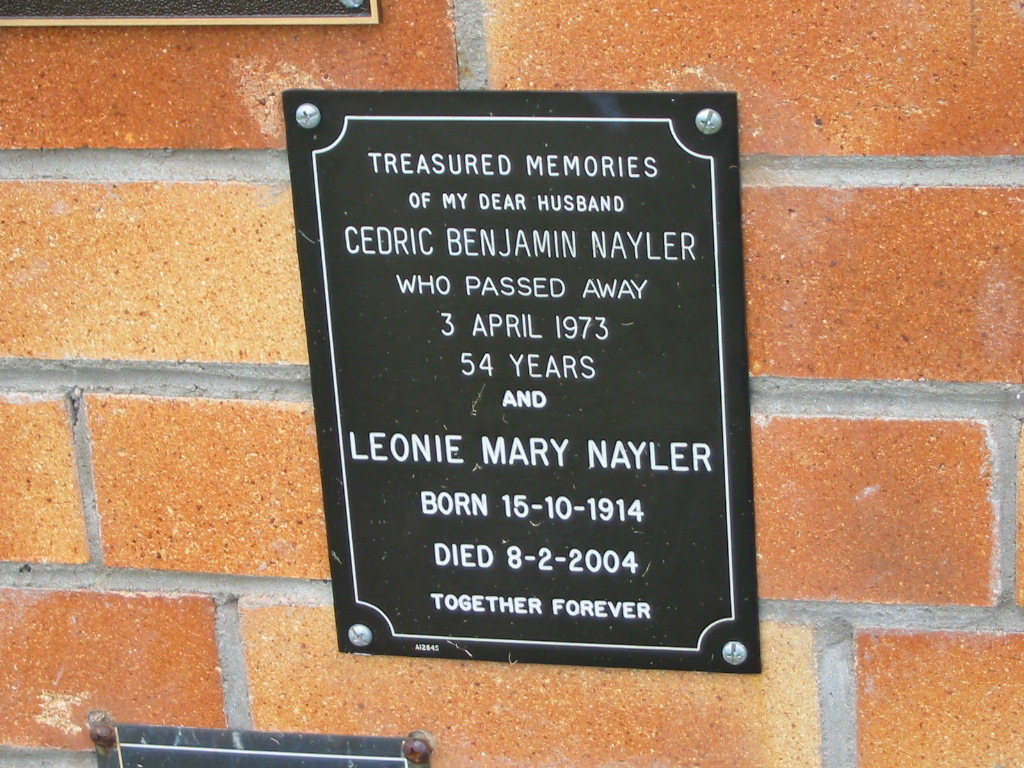 TREASURED MEMORIES
OF MY DEAR HUSBAND
CEDRIC BENJAMIN NAYLER
WHO PASSED AWAY
3 APRIL 1973
54 YEARS
AND
LEONIE MARY NAYLER
BORN 15-10-1914
DIED 8-2-2004
TOGETHER FOREVER
A12645